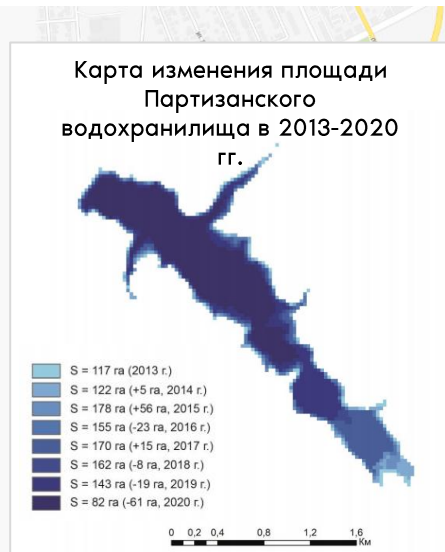 Карта изменения площади
Партизанского
водохранилища в 2013-2020
гг.
S = 117 га (2013 г.)
S = 122 га (+5 га, 2014 г.)
S = 178 га (+56 га, 2015 г.)
S = 155 га (-23 га, 2016 г.)
S = 170 га (+15 га, 2017 г.)
S = 162 га (-8 га, 2018 г.)
S = 143 га (-19 га, 2019 г.)
S = 82 га (-61 га, 2020 г.)
0 0,2 0,4 0,8 1,2 1,6
Км